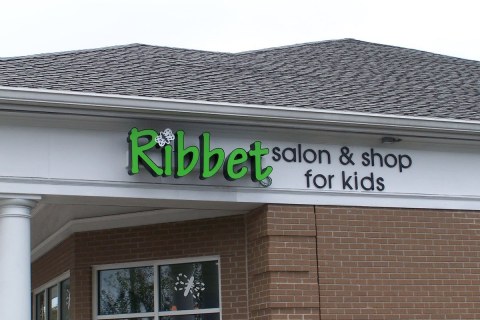 Ribbet salon & shop
for kids